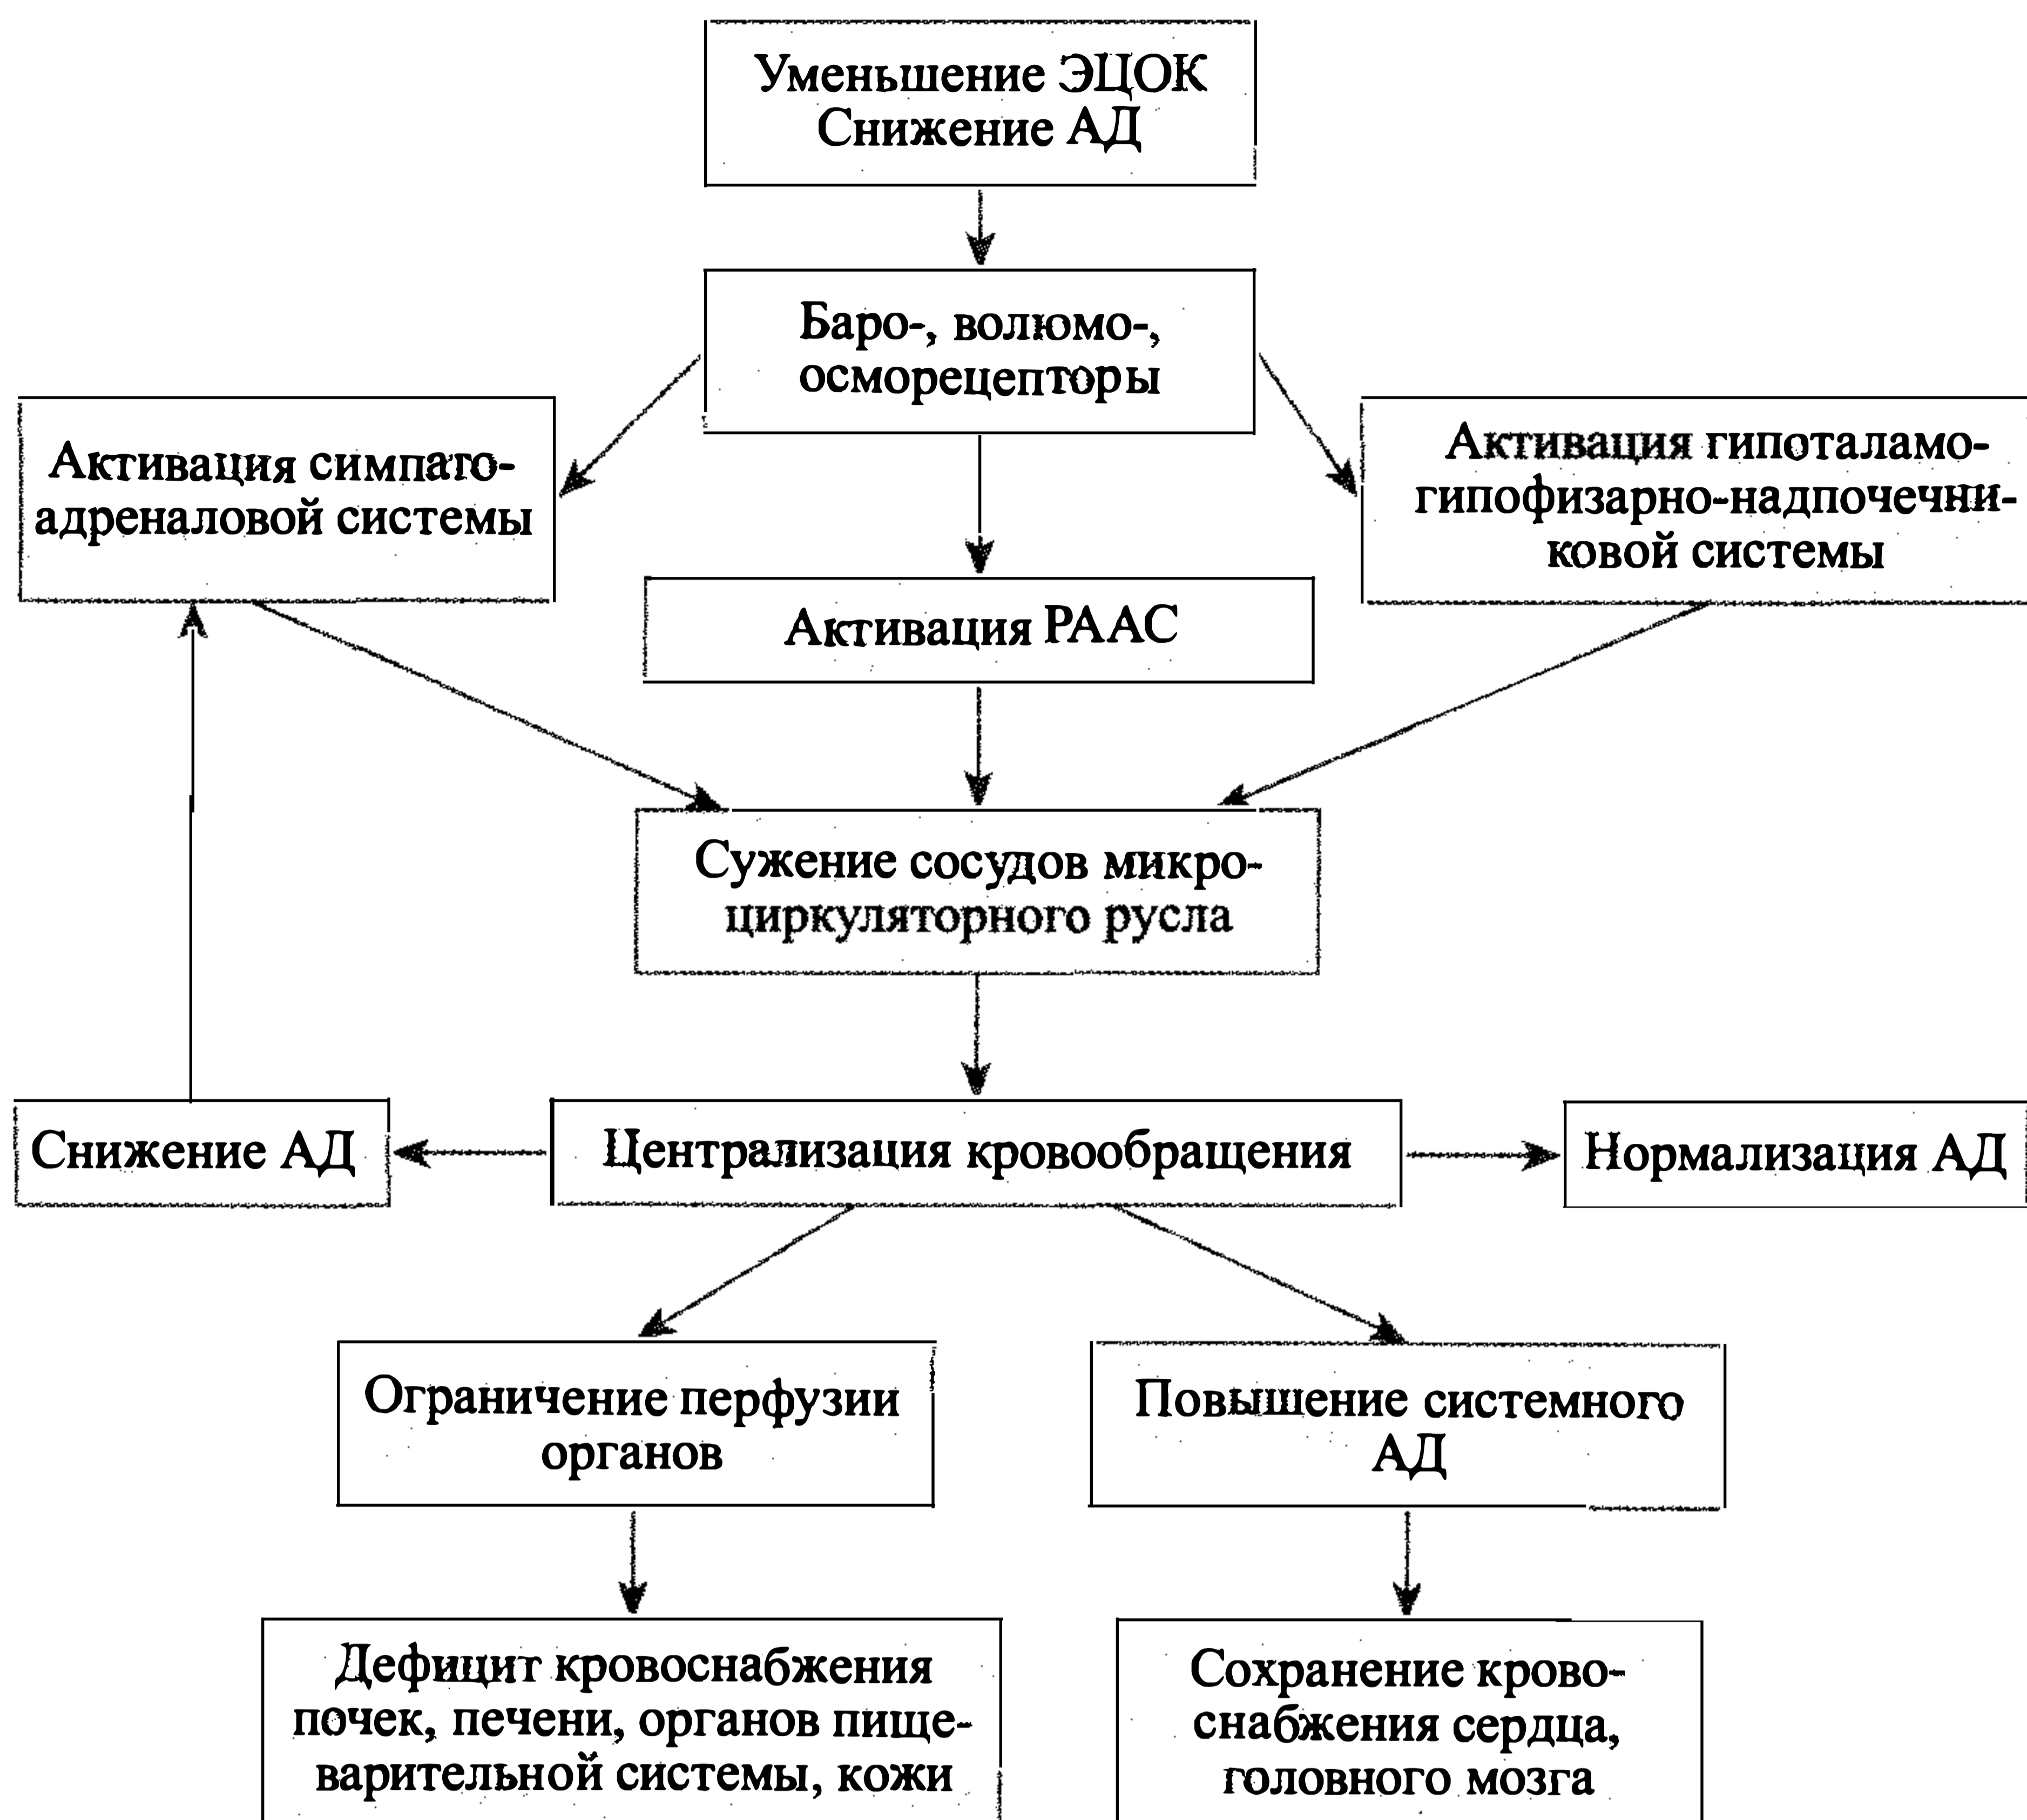 Уменьшение ЭЦОК
Снижение АД
Баро-, волюмо-,
осморецепторы
Активация симпато-
адреналовой системы
Активация гипоталамо-
гипофизарно-надпочечни-
ковой системы
Активация РААС
Сужение сосудов микро-
циркуляторного русла
Снижение АД
Централизация кровообращения
Нормализация АД
Ограничение перфузии
органов
Повышение системного
АД
Дефицит кровоснабжения
почек, печени, органов пище-
варительной системы, кожи
Сохранение крово-
снабжения сердца,
головного мозга